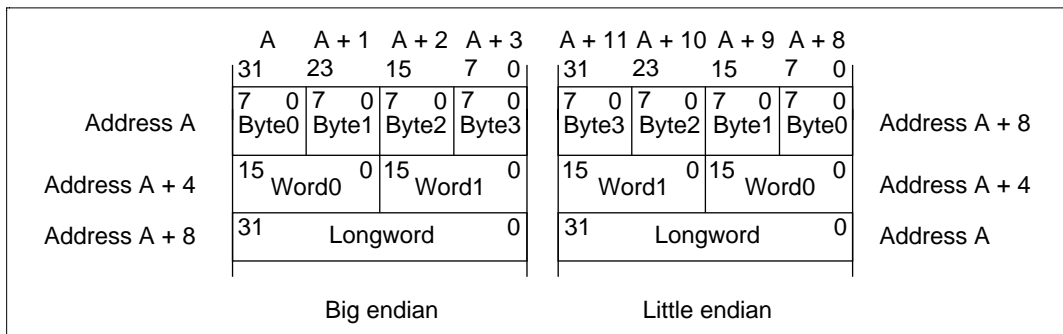 A A + 1 A + 2 A + 3 A + 11 A + 10 A + 9 A + 8
31 23 15 7 0 31 23 15 7 0
7 0 7 0 7 0 7 0 7 0 7 0 7 0 7 0
Address A Byte0 Byte1 Byte2 Byte3 Byte3 Byte2 Byte1 Byte0 Address A + 8
15 0 15 0 15 0 15 0
Address A + 4 Word0 Word1 Word1 Word0 Address A + 4
Address A + 8 31 Longword 0 31 Longword 0 Address A
Big endian Little endian